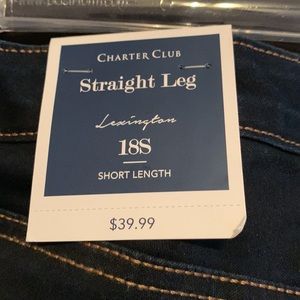 CHARTER CLUB
Straight Leg
Lexington
18S
SHORT LENGTH
$39.99